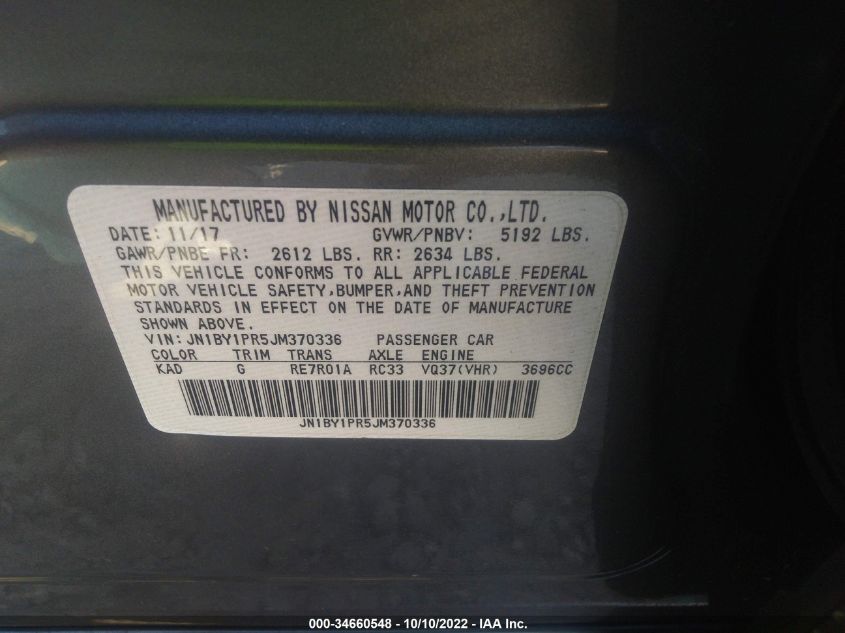 MANUFACTURED BY NISSAN MOTOR CO.,LTD.
DATE: 11/17 GVWR/PNBV: 5192 LBS.
GAWR/PNBE FR: 2612 LBS. RR: 2634 LBS.
THIS VEHICLE CONFORMS TO ALL APPLICABLE FEDERAL
MOTOR VEHICLE SAFETY,BUMPER,AND THEFT PREVENTION
STANDARDS IN EFFECT ON THE DATE OF MANUFACTURE
SHOWN ABOVE.
VIN: JN1BY1PR5JM370336 PASSENGER CAR
COLOR TRIM TRANS AXLE ENGINE
KAD G RE7R01A RC33 VQ37(VHR) 3696CC
JN1BY1PR5JM370336
000-34660548 - 10/10/2022 - IAA Inc.